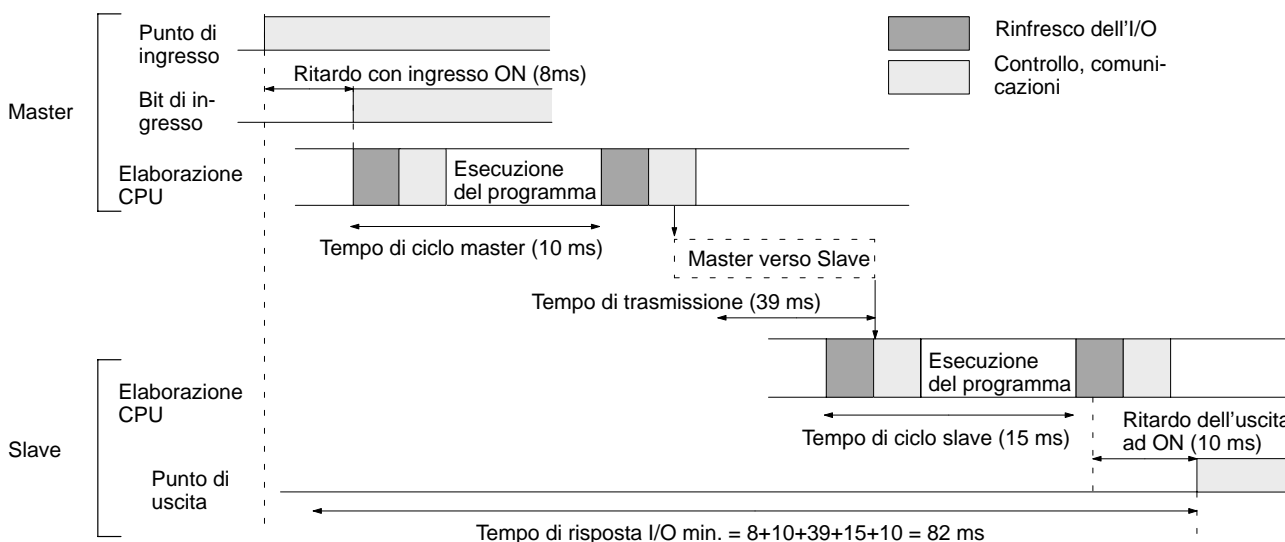 Punto di
ingresso
Rinfresco dell'I/O
Controllo, comuni-
cazioni
Ritardo con ingresso ON (8ms)
Master
Bit di in-
gresso
Elaborazione
CPU
Esecuzione
del programma
Tempo di ciclo master (10 ms)
Master verso Slave
Tempo di trasmissione (39 ms)
Slave
Elaborazione
CPU
Esecuzione
del programma
Tempo di ciclo slave (15 ms)
Ritardo dell'uscita
ad ON (10 ms)
Punto di
uscita
Tempo di risposta I/O min. = 8+10+39+15+10 = 82 ms